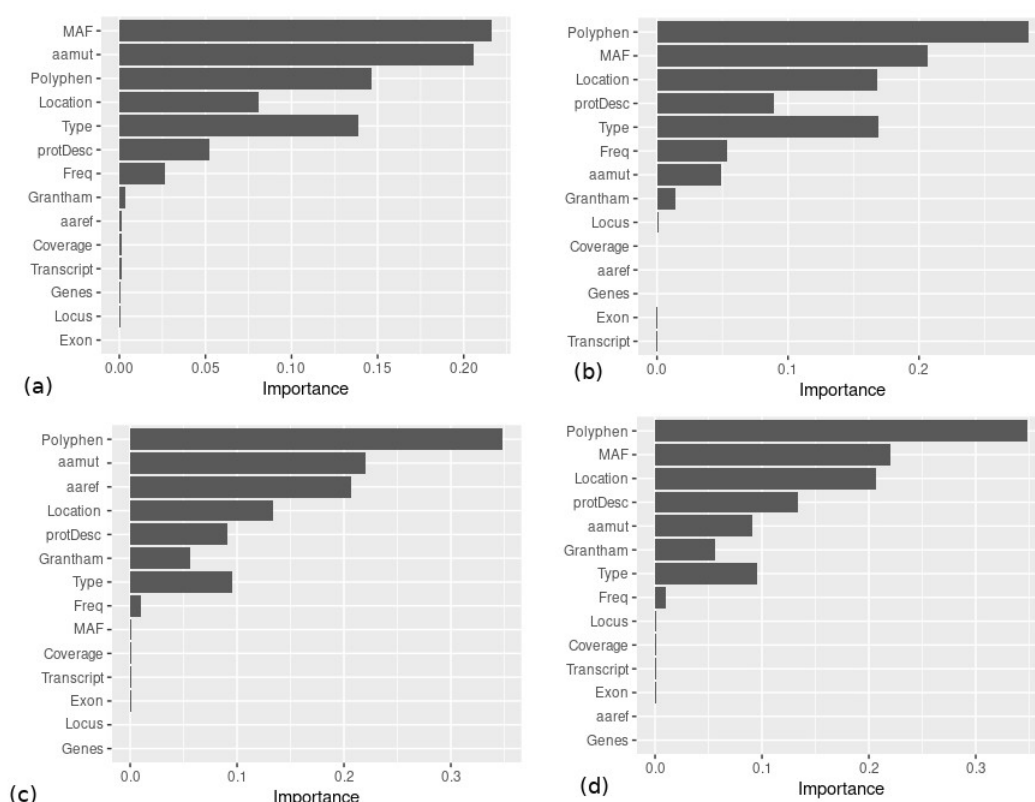 MAF
aamut
Polyphen
Location
Type
protDesc
Freq
Grantham
aaref
Coverage
Transcript
Genes
Locus
Exon
0.00 0.05 0.10 0.15 0.20
Importance
(a)
Polyphen
MAF
Location
protDesc
Type
Freq
aamut
Grantham
Locus
Coverage
aaref
Genes
Exon
Transcript
0.0 0.1 0.2
Importance
(b)
Polyphen
aamut
aaref
Location
protDesc
Grantham
Type
Freq
MAF
Coverage
Transcript
Exon
Locus
Genes
0.0 0.1 0.2 0.3
Importance
(c)
Polyphen
MAF
Location
protDesc
aamut
Grantham
Type
Freq
Locus
Coverage
Transcript
Exon
aaref
Genes
0.0 0.1 0.2 0.3
Importance
(d)